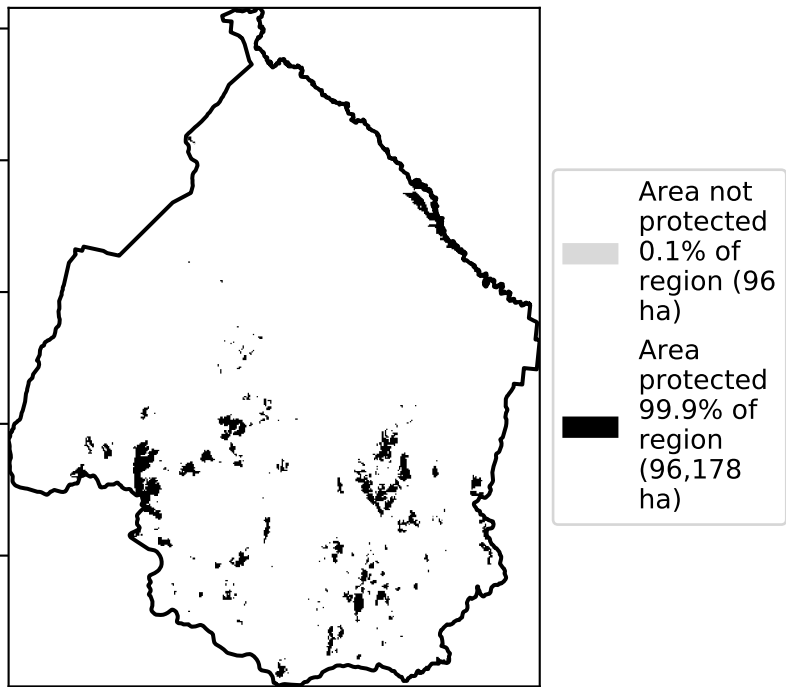 Area not
protected
0.1% of
region (96
ha)
Area
protected
99.9% of
region
(96,178
ha)